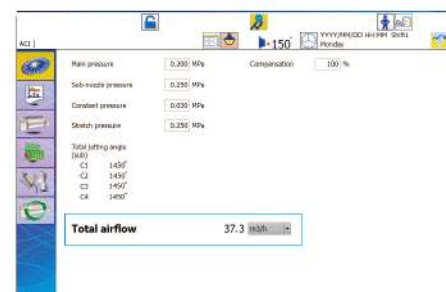 150°
YYYY/MM/DD HH:MM Shift1
Monday
ACI
Main pressure 0.200 MPa Compensation 100 %
Sub-nozzle pressure 0.250 MPa
Constant pressure 0.030 MPa
Stretch pressure 0.250 MPa
Total jetting angle
(sub)
C1 1450°
C2 1450°
C3 1450°
C4 1450°
Total airflow 37.3 m3/h